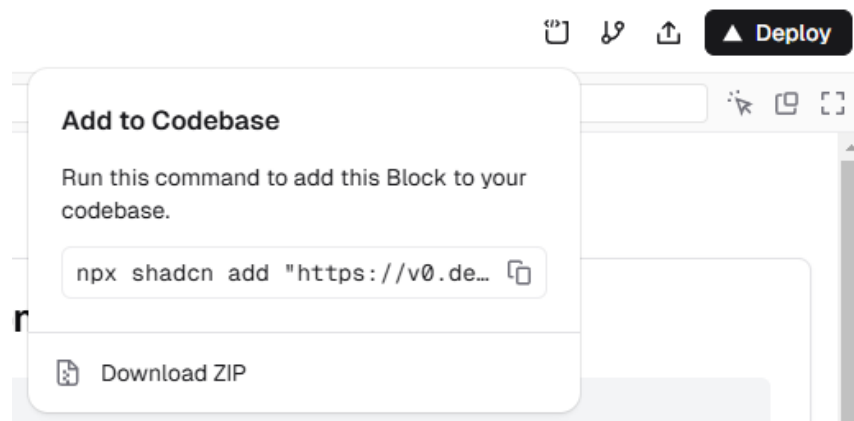 Deploy
Add to Codebase
Run this command to add this Block to your
codebase.
npx shadcn add "https://v0.de…
Download ZIP